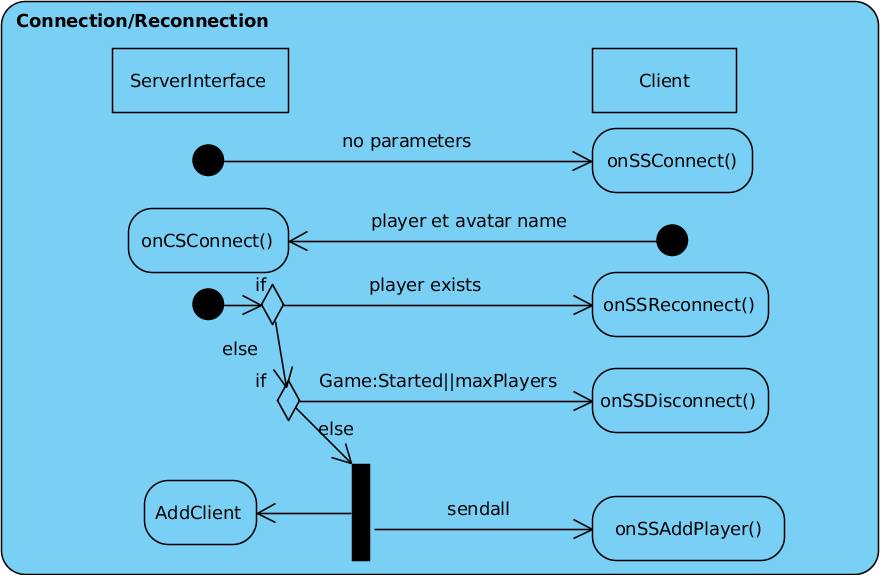 Connection/Reconnection
ServerInterface
Client
no parameters
onSSConnect()
player et avatar name
onCSConnect()
if
player exists
onSSReconnect()
else
if
Game:Started||maxPlayers
onSSDisconnect()
else
AddClient
sendall
onSSAddPlayer()